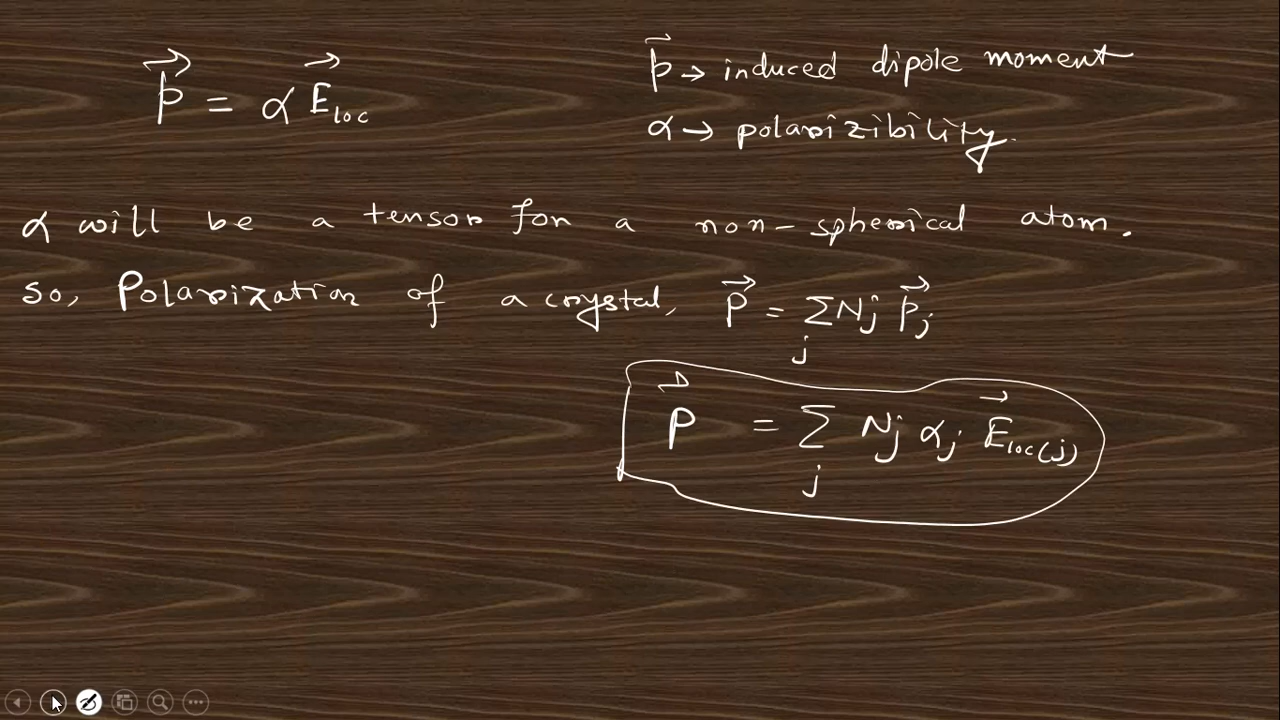 p⃗ = α E⃗loc
p⃗ → induced dipole moment
α → polarizibility.
α will be a tensor for a non-spherical atom.
so, Polarization of a crystal, P⃗ = Σj Nj p⃗j
P⃗ = Σj Nj αj E⃗loc(j)